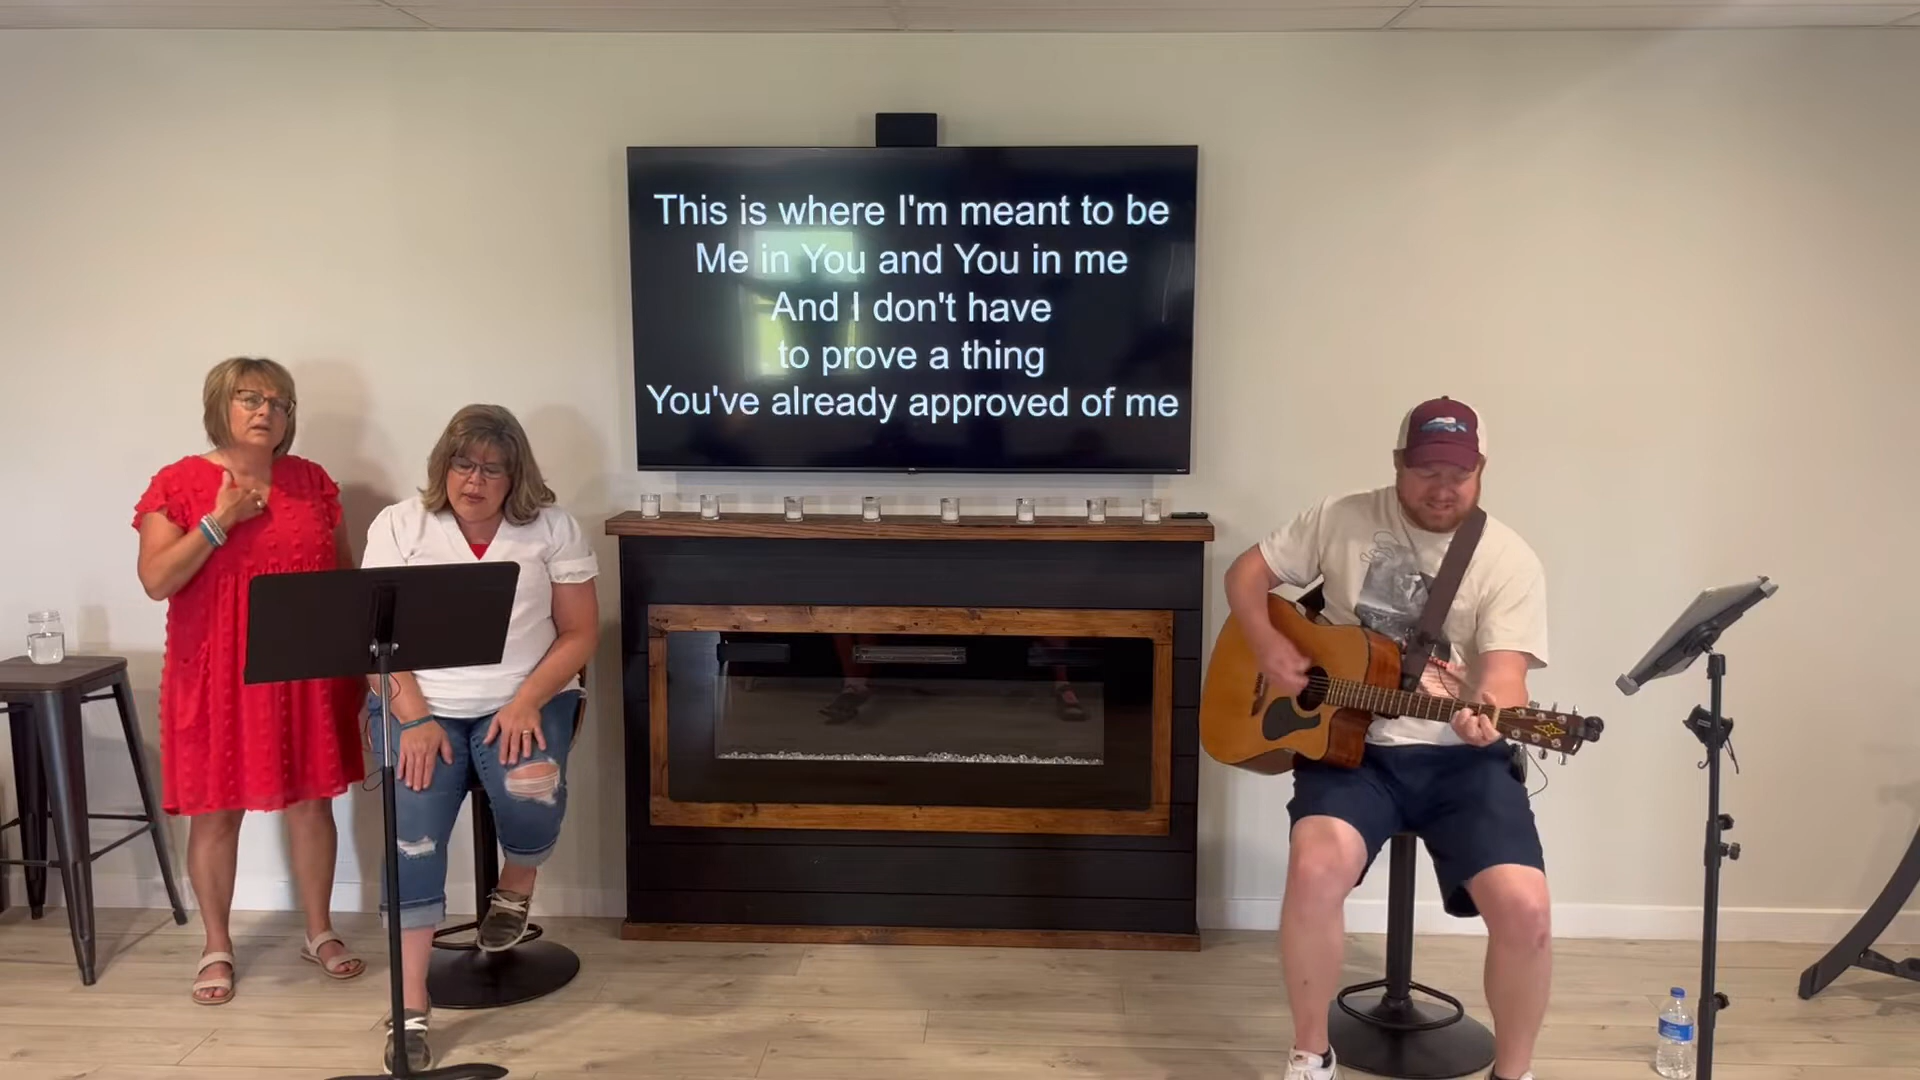 This is where I'm meant to be
Me in You and You in me
And I don't have
to prove a thing
You've already approved of me